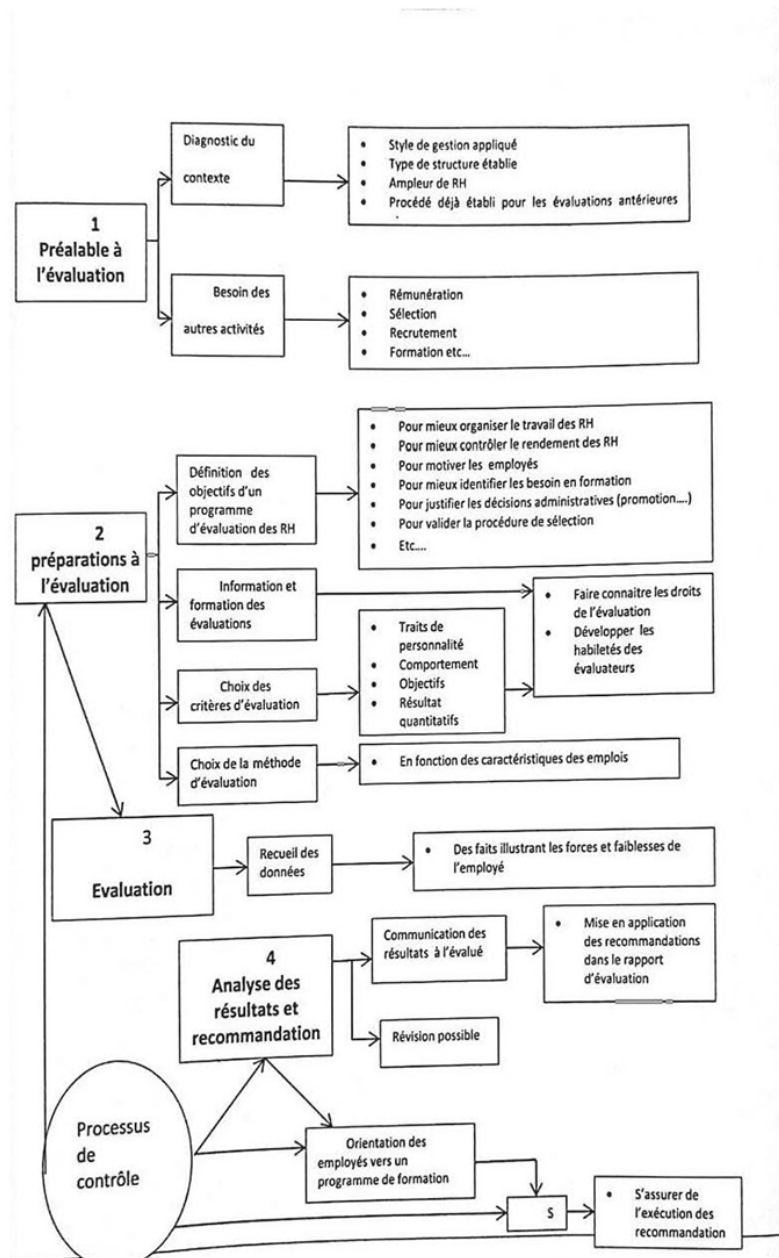 Diagnostic du
contexte
• Style de gestion appliqué
• Type de structure établie
• Ampleur de RH
• Procédé déjà établi pour les évaluations antérieures
.
1
Préalable à
l'évaluation
Besoin des
autres activités
• Rémunération
• Sélection
• Recrutement
• Formation etc...
• Pour mieux organiser le travail des RH
• Pour mieux contrôler le rendement des RH
• Pour motiver les employés
• Pour mieux identifier les besoin en formation
• Pour justifier les décisions administratives (promotion....)
• Pour valider la procédure de sélection
• Etc....
Définition des
objectifs d'un
programme
d'évaluation des RH
2
préparations à
l'évaluation
Information et
formation des
évaluations
• Faire connaitre les droits
de l'évaluation
• Développer les
habiletés des
évaluateurs
• Traits de
personnalité
• Comportement
• Objectifs
• Résultat
quantitatifs
Choix des
critères d'évaluation
Choix de la méthode
d'évaluation
• En fonction des caractéristiques des emplois
3
Evaluation
Recueil des
données
• Des faits illustrant les forces et faiblesses de
l'employé
4
Analyse des
résultats et
recommandation
Communication des
résultats à l'évalué
• Mise en application
des recommandations
dans le rapport
d'évaluation
Révision possible
Processus
de
contrôle
Orientation des
employés vers un
programme de formation
S
• S'assurer de
l'exécution des
recommandation